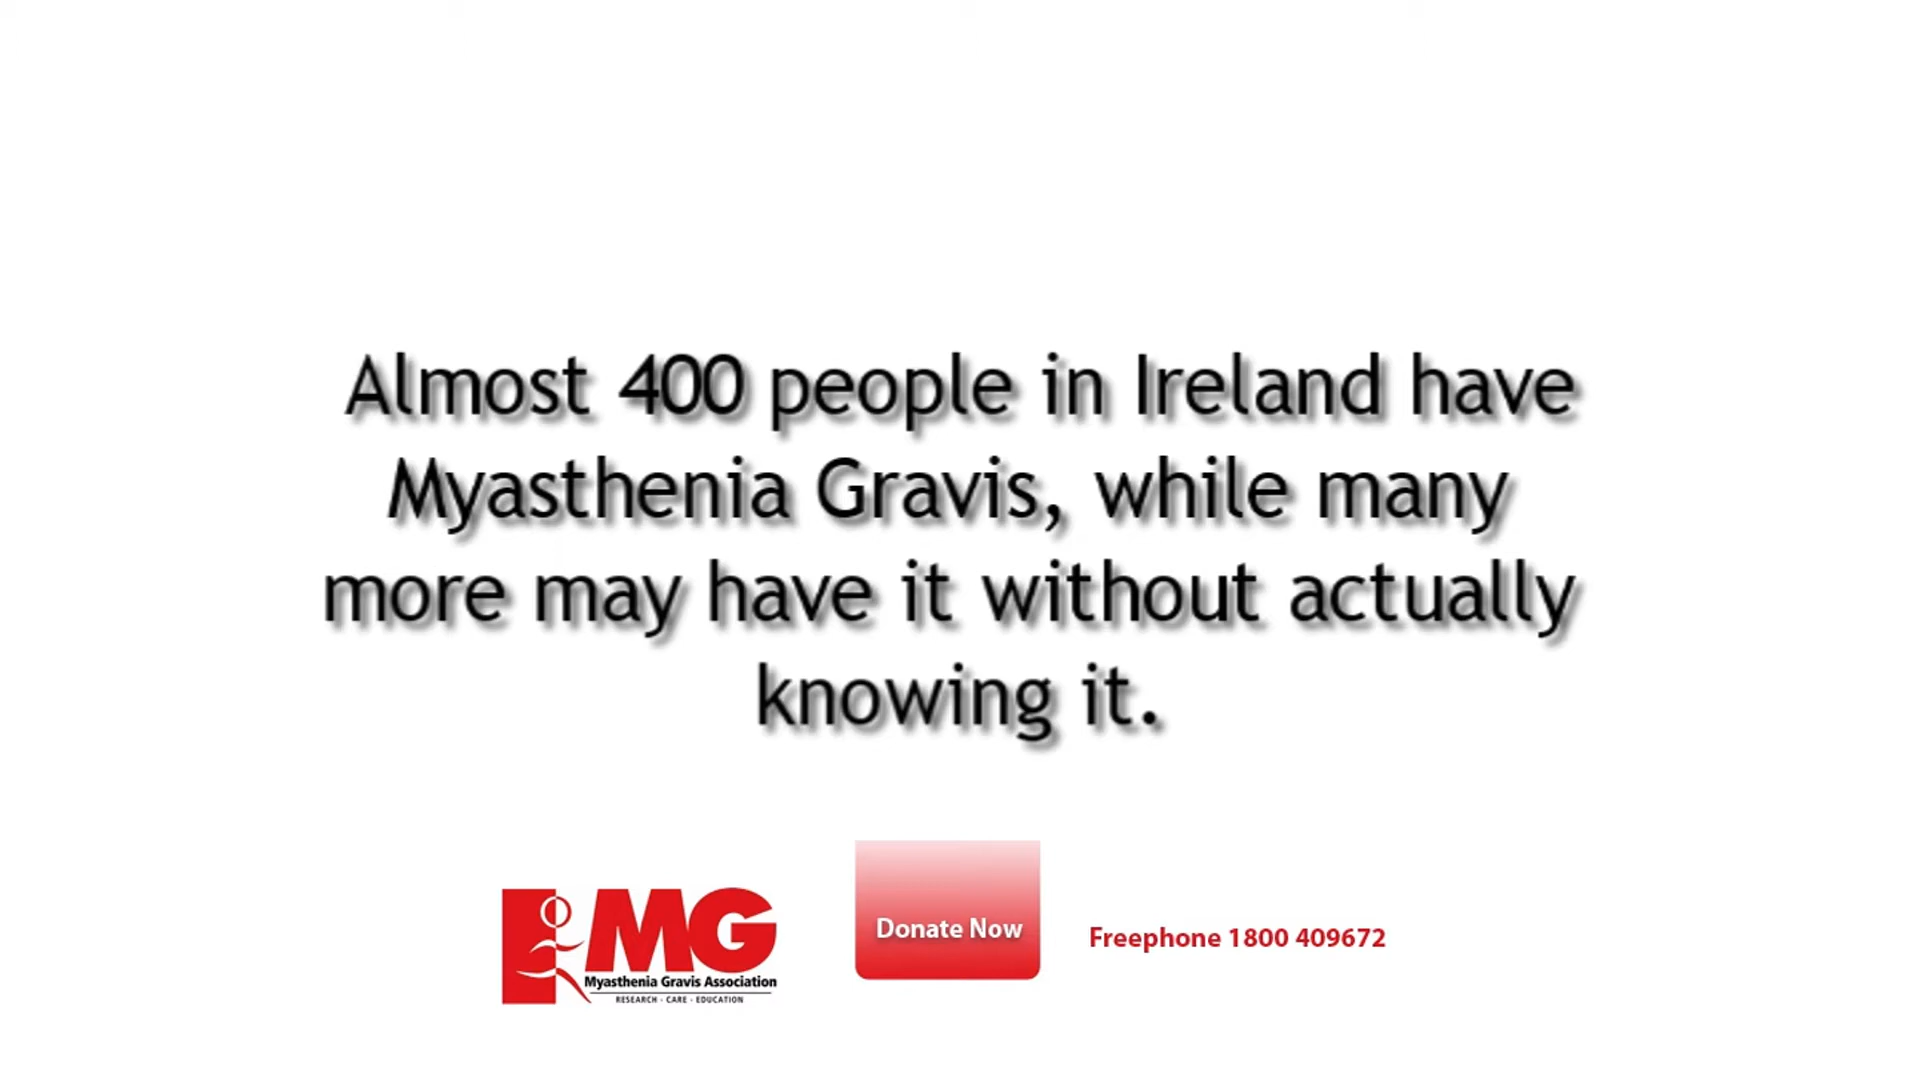 Almost 400 people in Ireland have
Myasthenia Gravis, while many
more may have it without actually
knowing it.
MG
Myasthenia Gravis Association
RESEARCH - CARE - EDUCATION
Donate Now
Freephone 1800 409672